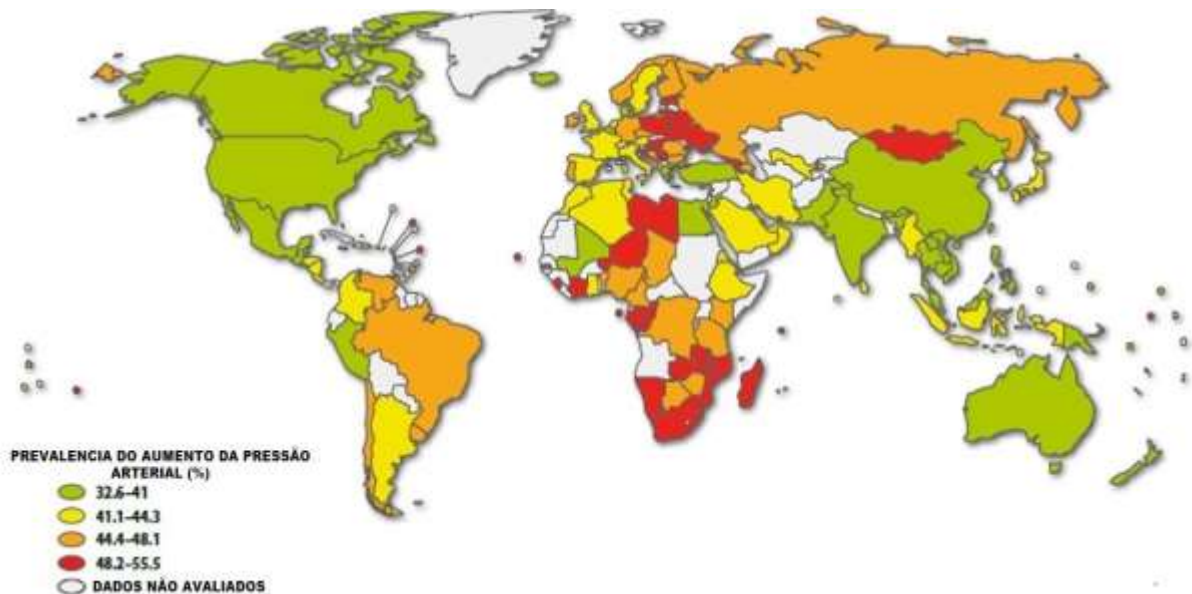 PREVALENCIA DO AUMENTO DA PRESSÃO
ARTERIAL (%)
32.6-41
41.1-44.3
44.4-48.1
48.2-55.5
DADOS NÃO AVALIADOS